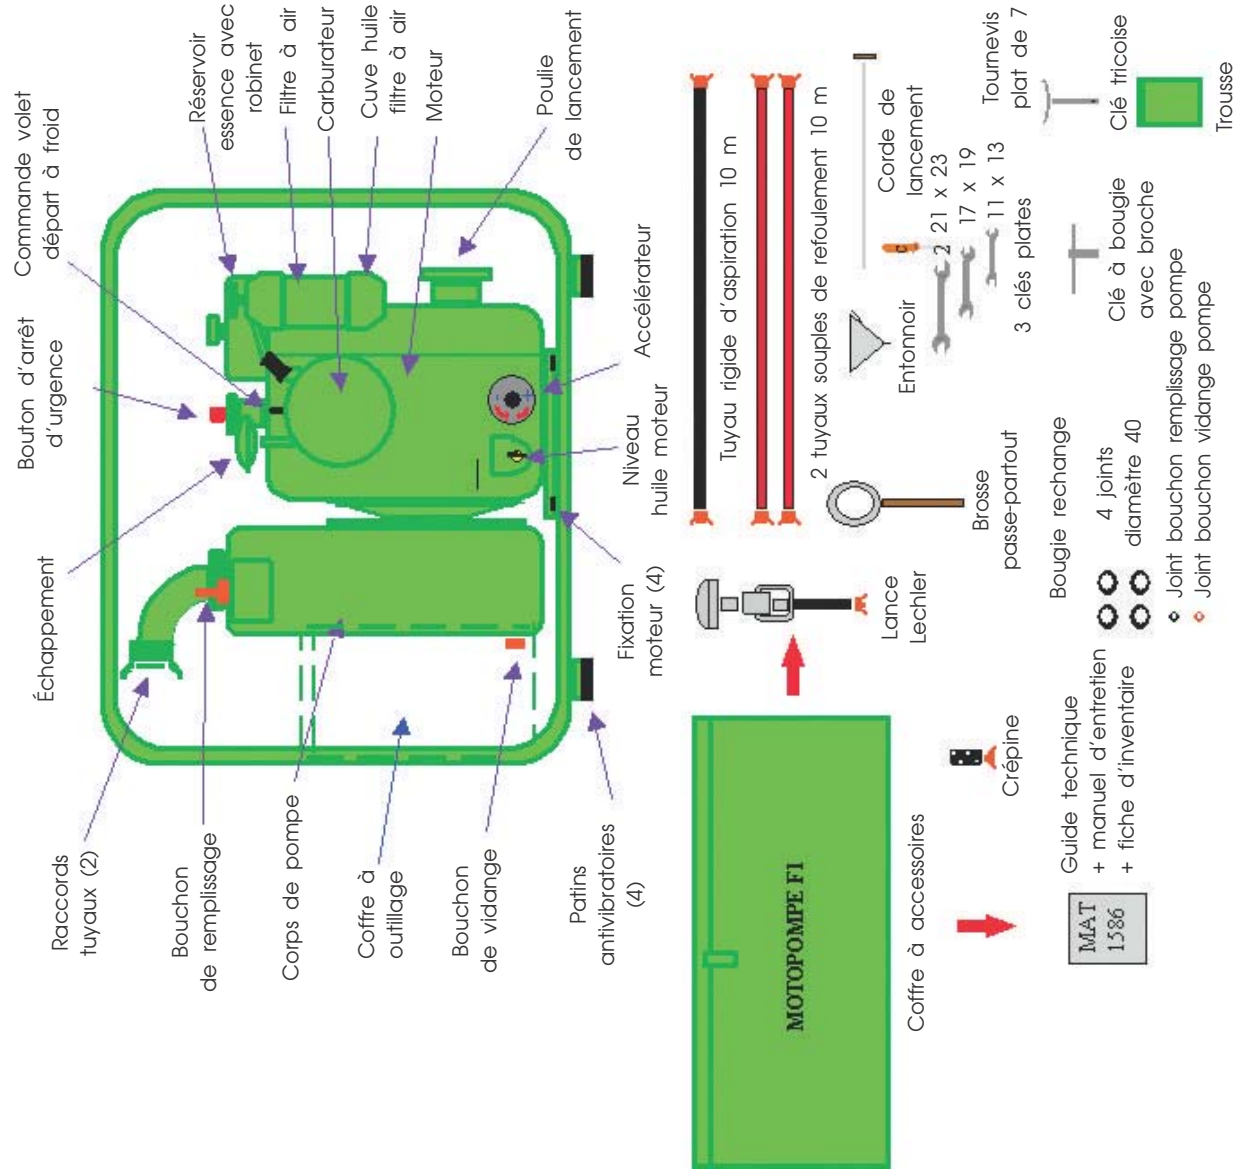 Raccords
tuyaux (2)
Échappement
Bouton d'arrêt
d'urgence
Commande volet
départ à froid
Réservoir
essence avec
robinet
Filtre à air
Carburateur
Cuve huile
filtre à air
Moteur
Poulie
de lancement
Bouchon
de remplissage
Corps de pompe
Coffre à
outillage
Bouchon
de vidange
Patins
antivibratoires
(4)
Fixation
moteur (4)
Niveau
huile moteur
Accélérateur
MOTOPOMPE F1
Coffre à accessoires
Lance
Lechler
Tuyau rigide d'aspiration 10 m
2 tuyaux souples de refoulement 10 m
Brosse
passe-partout
Entonnoir
Corde de
lancement
2 21 x 23
17 x 19
11 x 13
3 clés plates
Tournevis
plat de 7
Clé tricoise
Trousse
Clé à bougie
avec broche
Crépine
Bougie rechange
4 joints
diamètre 40
Joint bouchon remplissage pompe
Joint bouchon vidange pompe
MAT
1586
Guide technique
+ manuel d'entretien
+ fiche d'inventaire